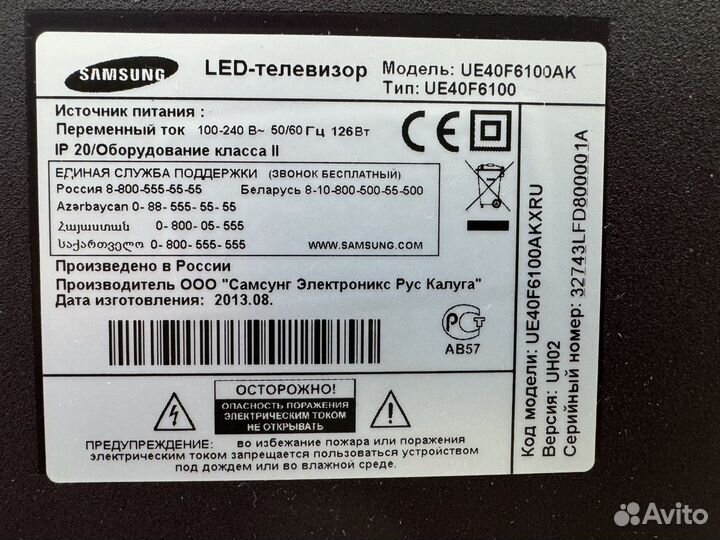 SAMSUNG
LED-телевизор
Модель: UE40F6100AK
Тип: UE40F6100
Источник питания :
Переменный ток 100-240 В~ 50/60 Гц 126Вт
IP 20/Оборудование класса II
ЕДИНАЯ СЛУЖБА ПОДДЕРЖКИ (ЗВОНОК БЕСПЛАТНЫЙ)
Россия 8-800-555-55-55 Беларусь 8-10-800-500-55-500
Azərbaycan 0- 88- 555- 55- 55
Հայաստան 0- 800- 05- 555
საქართველო 0- 800- 555- 555 WWW.SAMSUNG.COM
Произведено в России
Производитель ООО "Самсунг Электроникс Рус Калуга"
Дата изготовления: 2013.08.
АВ57
ОСТОРОЖНО!
ОПАСНОСТЬ ПОРАЖЕНИЯ
ЭЛЕКТРИЧЕСКИМ ТОКОМ
НЕ ОТКРЫВАТЬ
ПРЕДУПРЕЖДЕНИЕ: во избежание пожара или поражения
электрическим током запрещается пользоваться устройством
под дождем или во влажной среде.
Код модели: UE40F6100AKXRU
Версия: UH02
Серийный номер: 32743LFD800001A
Avito